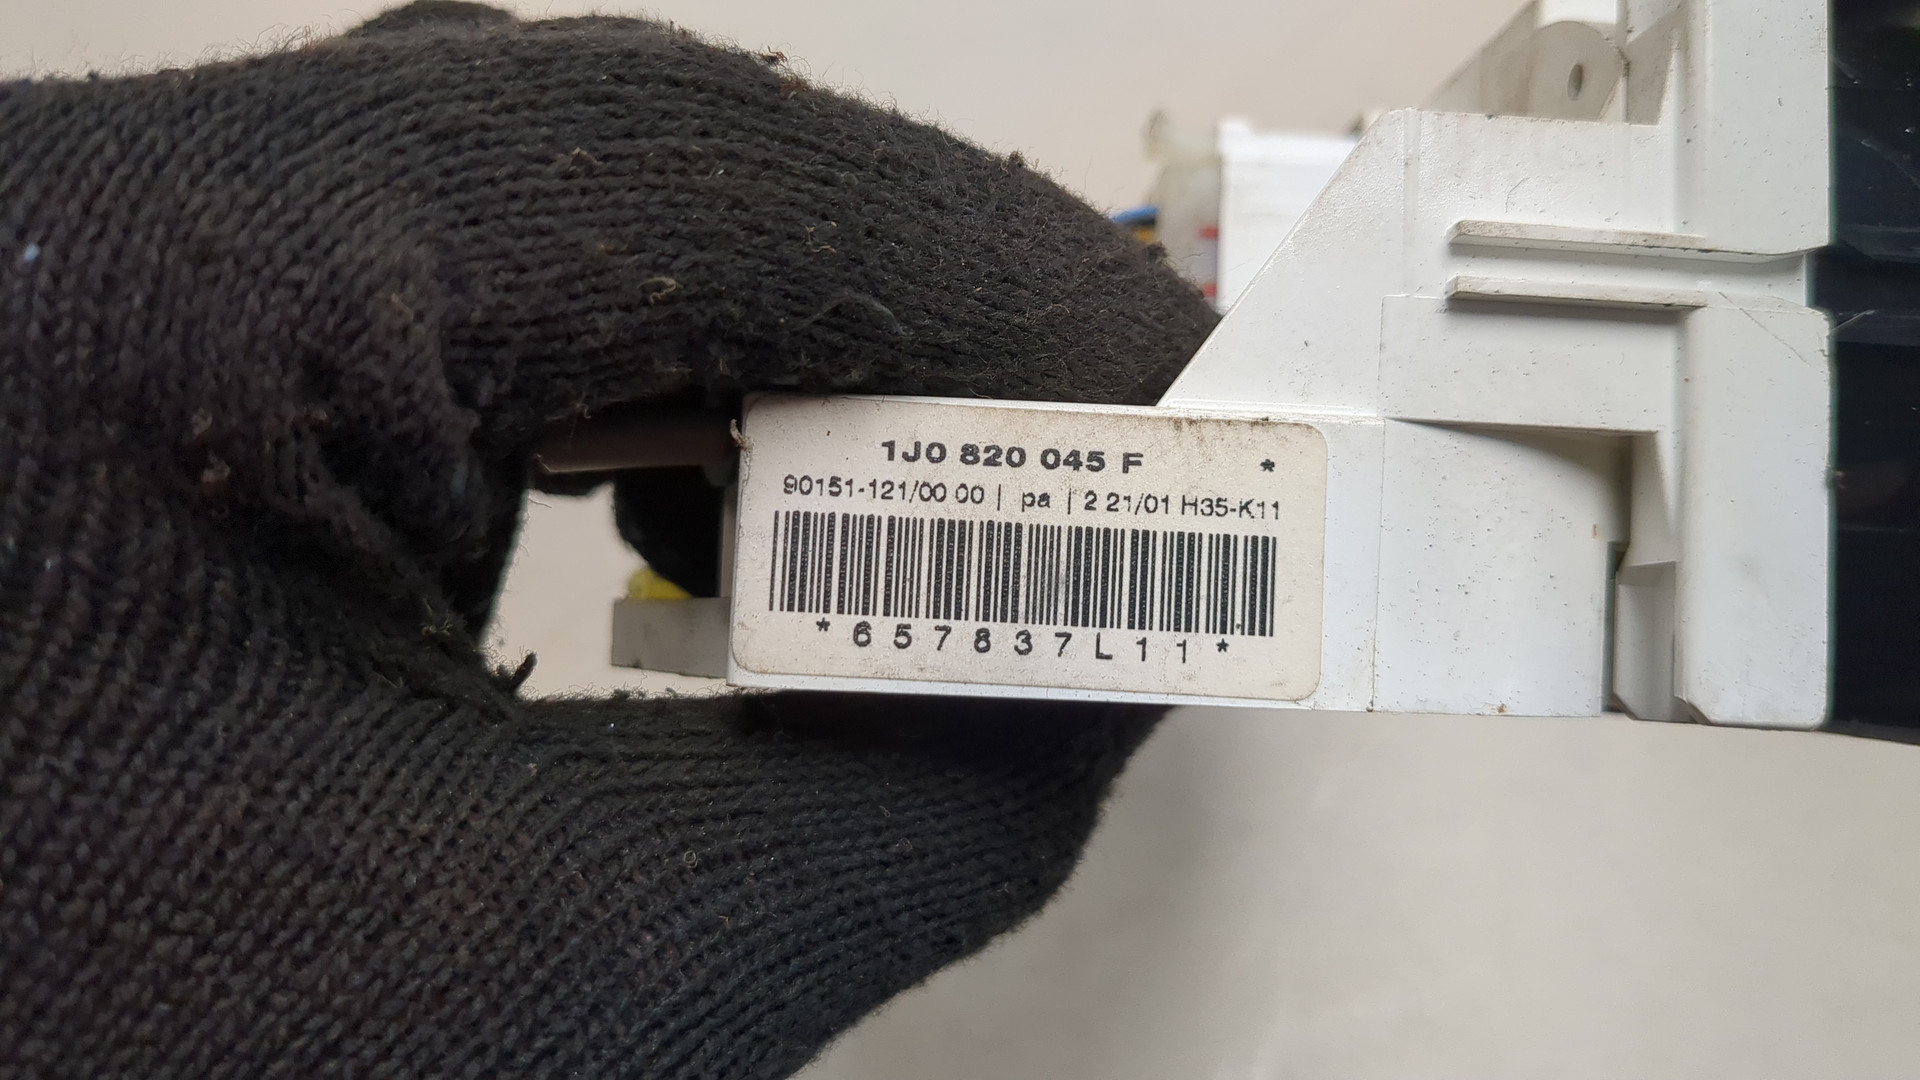 1J0 820 045 F *
90151-121/00 00 | pa | 2 21/01 H35-K11
*657837L11*